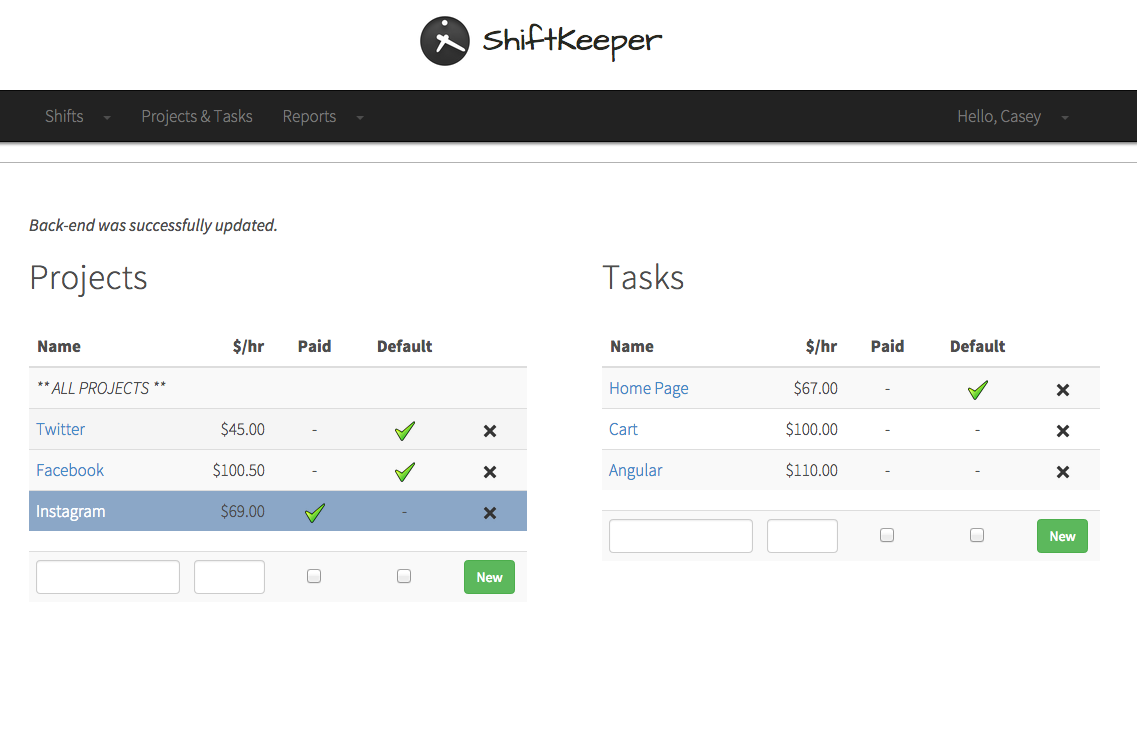 ShiftKeeper
Shifts Projects & Tasks Reports Hello, Casey
Back-end was successfully updated.
Projects
Name $/hr Paid Default
** ALL PROJECTS **
Twitter $45.00 - 
Facebook $100.50 -
Instagram $69.00 -
New
Tasks
Name $/hr Paid Default
Home Page $67.00 -
Cart $100.00 - -
Angular $110.00 - -
New